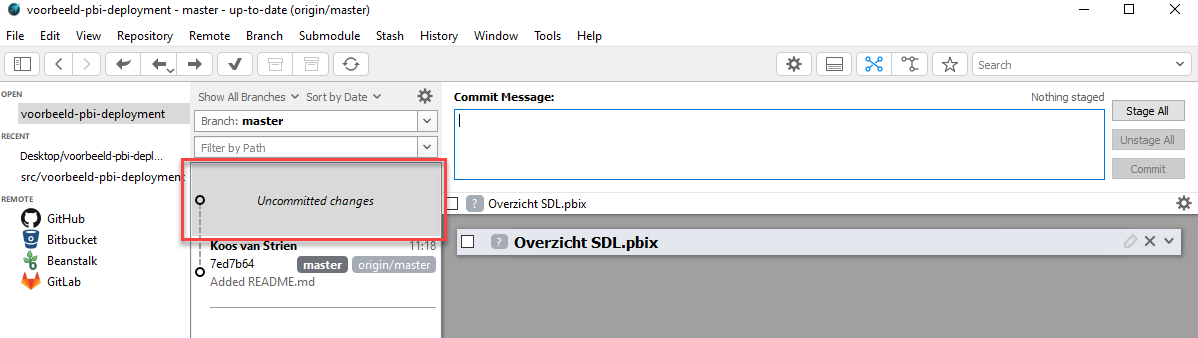 voorbeeld-pbi-deployment - master - up-to-date (origin/master)
File Edit View Repository Remote Branch Submodule Stash History Window Tools Help
Search
OPEN
voorbeeld-pbi-deployment
RECENT
Desktop/voorbeeld-pbi-depl...
src/voorbeeld-pbi-deployment
REMOTE
GitHub
Bitbucket
Beanstalk
GitLab
Show All Branches Sort by Date
Branch: master
Filter by Path
Uncommitted changes
Koos van Strien 11:18
7ed7b64 master origin/master
Added README.md
Commit Message: Nothing staged
Stage All
Unstage All
Commit
? Overzicht SDL.pbix
? Overzicht SDL.pbix